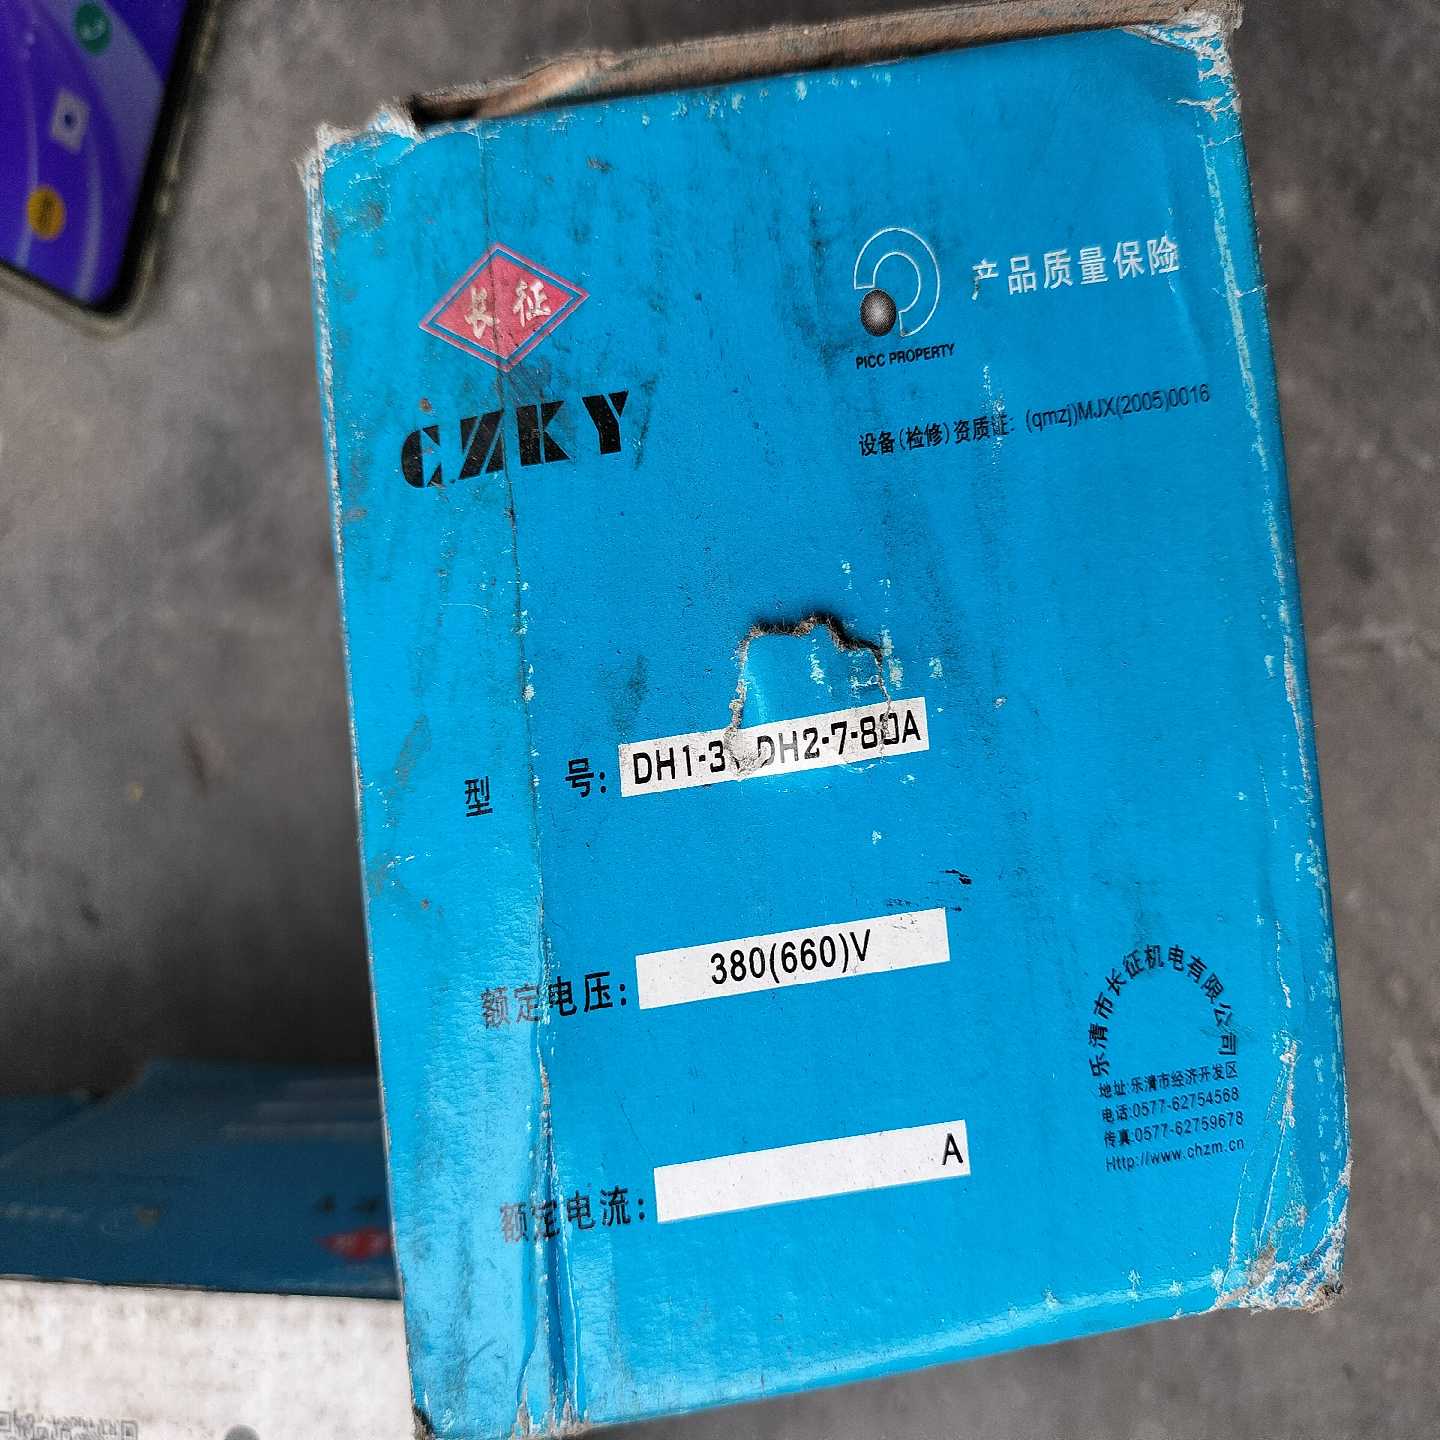 长征
CZKY
产品质量保险
PICC PROPERTY
设备(检修)资质证: (qmzj)MJX(2005)0016
型 号: DH1-3 DH2-7-80A
额定电压: 380(660)V
额定电流: A
乐清市长征机电有限公司
地址:乐清市经济开发区
电话:0577-62754568
传真:0577-62759678
Http://www.chzm.cn